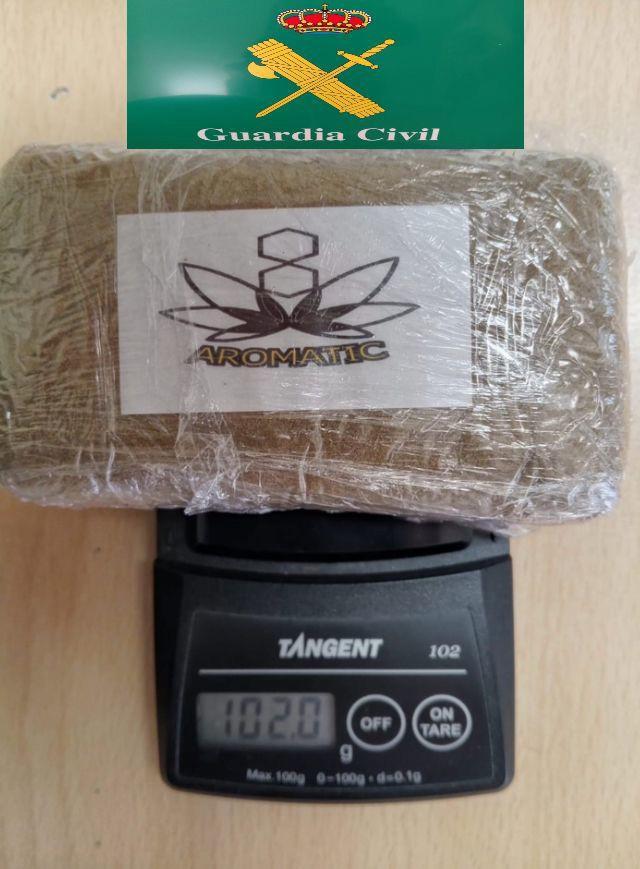 Guardia Civil
AROMATIC
TANGENT 102
102.0 g
OFF
ON
TARE
Max.100g 0=100g d=0.1g